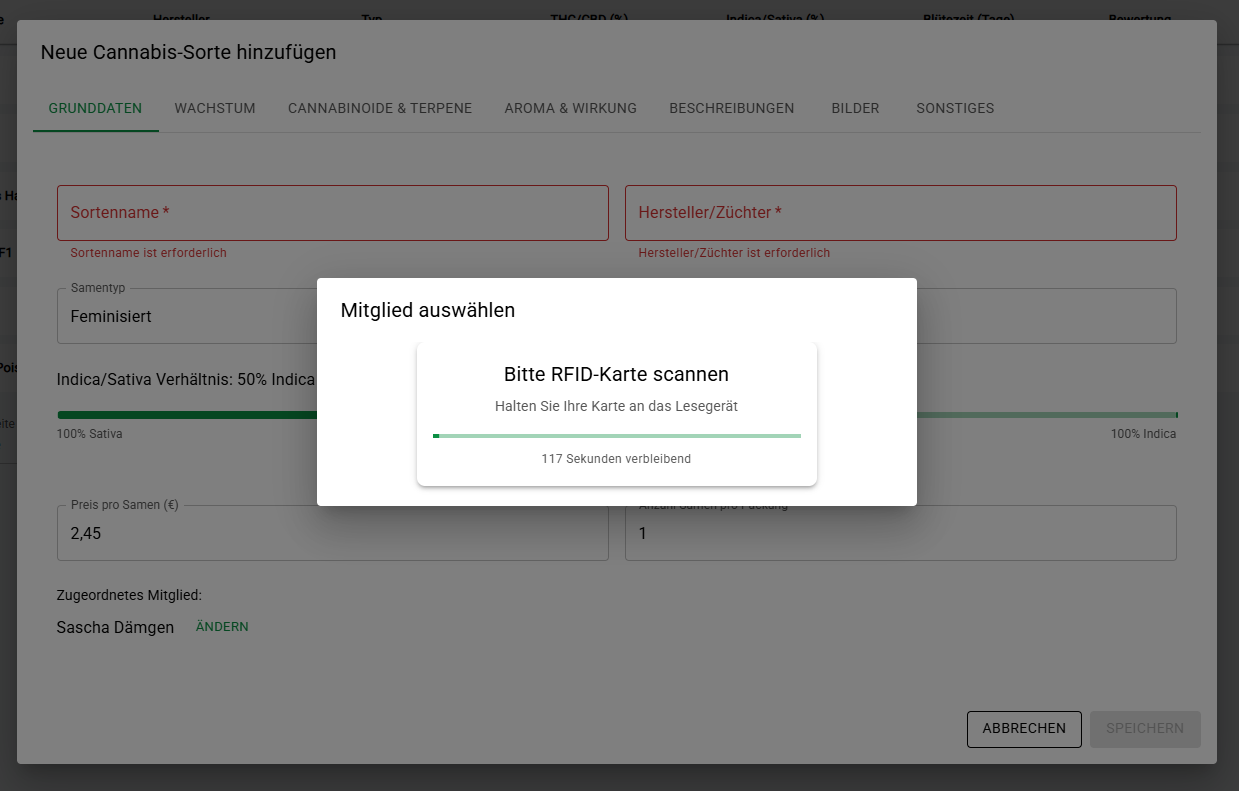 Hersteller Typ THC/CBD (%) Indica/Sativa (%) Blütezeit (Tage) Bewertung
Neue Cannabis-Sorte hinzufügen
GRUNDDATEN WACHSTUM CANNABINOIDE & TERPENE AROMA & WIRKUNG BESCHREIBUNGEN BILDER SONSTIGES
Sortenname * Hersteller/Züchter *
Sortenname ist erforderlich Hersteller/Züchter ist erforderlich
F1
Samentyp
Feminisiert
Mitglied auswählen
Bitte RFID-Karte scannen
Halten Sie Ihre Karte an das Lesegerät
117 Sekunden verbleibend
Indica/Sativa Verhältnis: 50% Indica
100% Sativa 100% Indica
Preis pro Samen (€) Anzahl Samen pro Packung
2,45 1
Zugeordnetes Mitglied:
Sascha Dämgen ÄNDERN
ABBRECHEN SPEICHERN